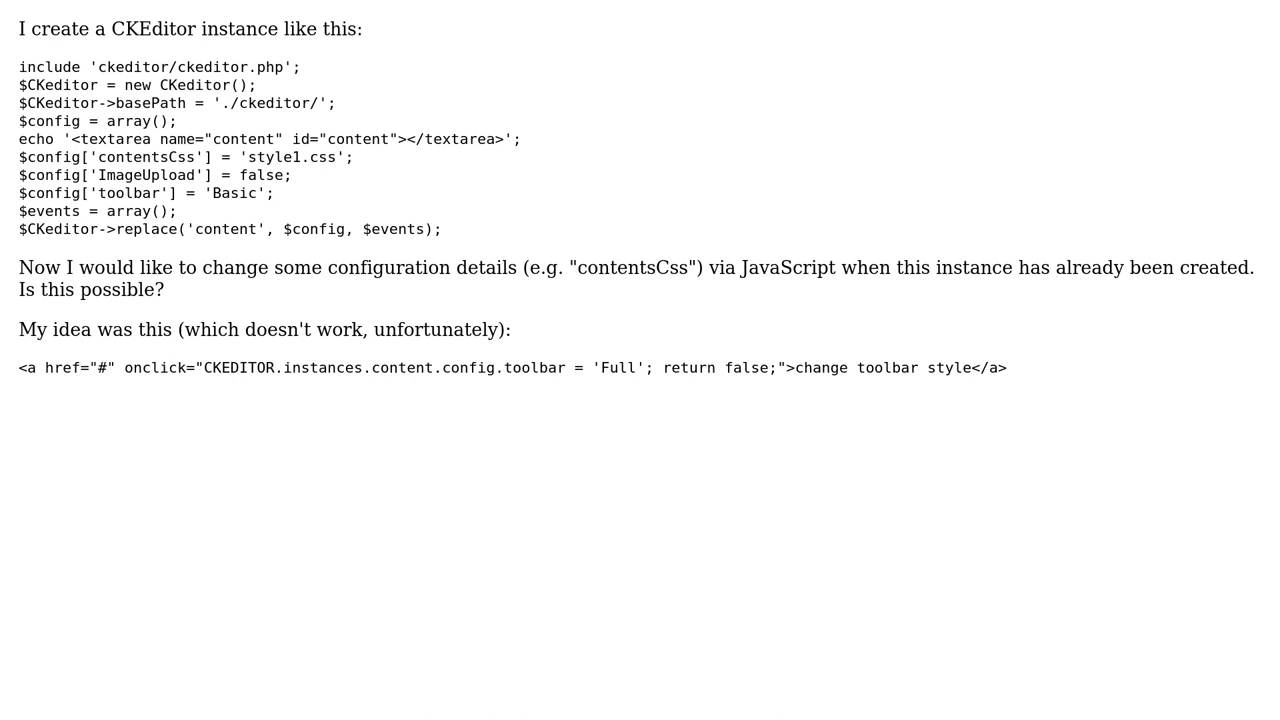 I create a CKEditor instance like this:
include 'ckeditor/ckeditor.php';
$CKeditor = new CKeditor();
$CKeditor->basePath = './ckeditor/';
$config = array();
echo '<textarea name="content" id="content"></textarea>';
$config['contentsCss'] = 'style1.css';
$config['ImageUpload'] = false;
$config['toolbar'] = 'Basic';
$events = array();
$CKeditor->replace('content', $config, $events);
Now I would like to change some configuration details (e.g. "contentsCss") via JavaScript when this instance has already been created.
Is this possible?
My idea was this (which doesn't work, unfortunately):
<a href="#" onclick="CKEDITOR.instances.content.config.toolbar = 'Full'; return false;">change toolbar style</a>